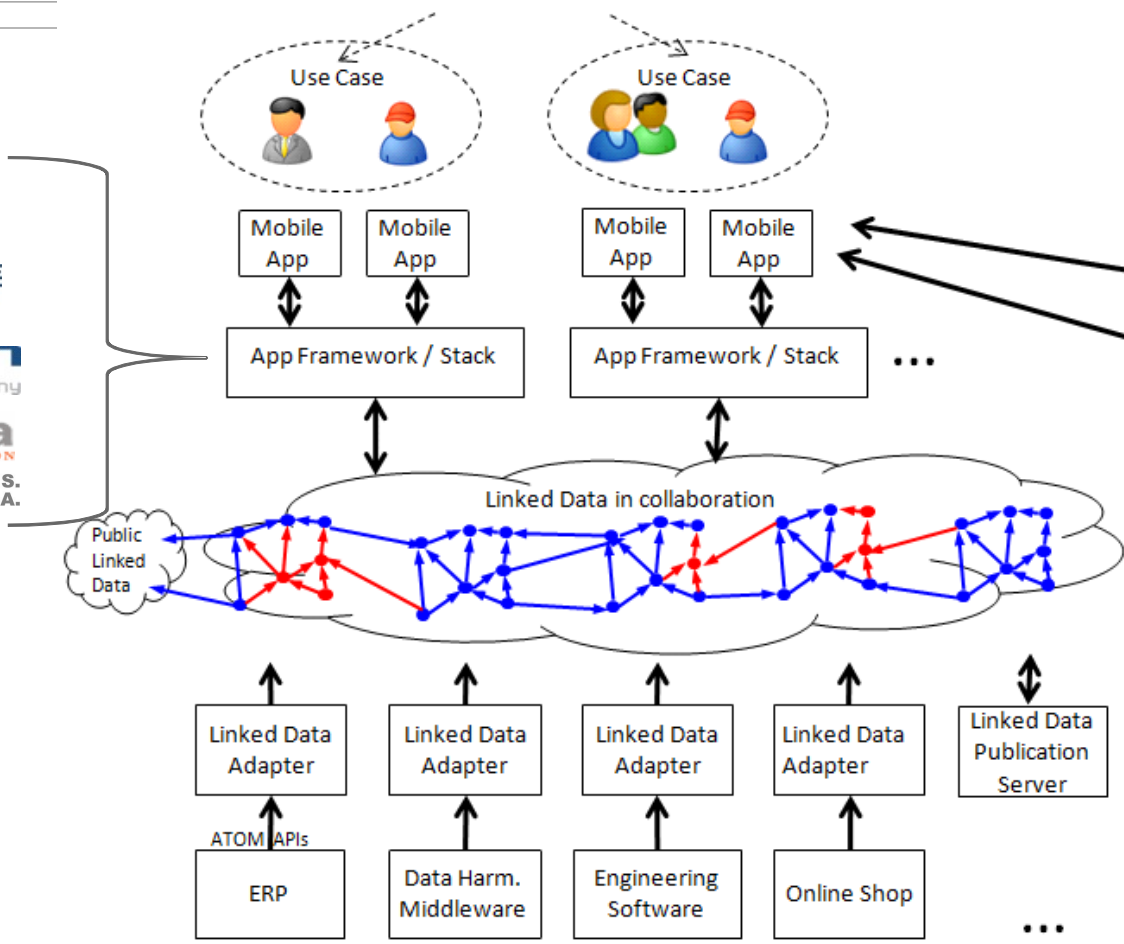 Use Case
Use Case
Mobile
App
Mobile
App
Mobile
App
Mobile
App
App Framework / Stack
App Framework / Stack
...
Linked Data in collaboration
Public
Linked
Data
S.
A.
Linked Data
Adapter
Linked Data
Adapter
Linked Data
Adapter
Linked Data
Adapter
Linked Data
Publication
Server
ATOM APIs
ERP
Data Harm.
Middleware
Engineering
Software
Online Shop
...